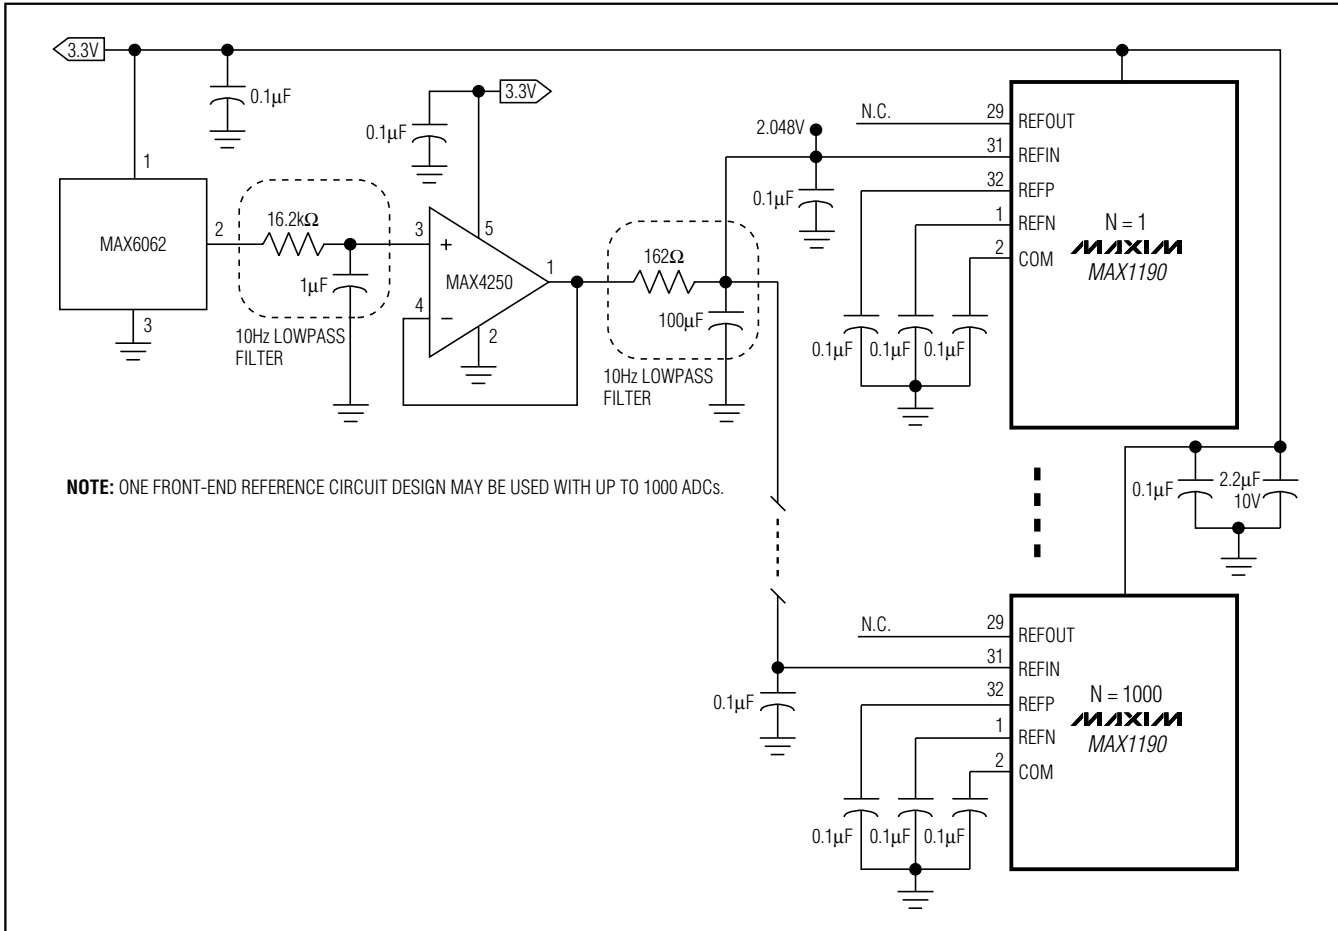 3.3V
0.1μF
3.3V
0.1μF
1
MAX6062
2
3
16.2kΩ
1μF
10Hz LOWPASS
FILTER
3
+
4
−
5
MAX4250
1
2
162Ω
100μF
10Hz LOWPASS
FILTER
2.048V
0.1μF
N.C.
29
REFOUT
31
REFIN
32
REFP
1
REFN
2
COM
N = 1
MAXIM
MAX1190
0.1μF
0.1μF
0.1μF
0.1μF
2.2μF
10V
NOTE: ONE FRONT-END REFERENCE CIRCUIT DESIGN MAY BE USED WITH UP TO 1000 ADCs.
N.C.
29
REFOUT
31
REFIN
32
REFP
1
REFN
2
COM
N = 1000
MAXIM
MAX1190
0.1μF
0.1μF
0.1μF
0.1μF